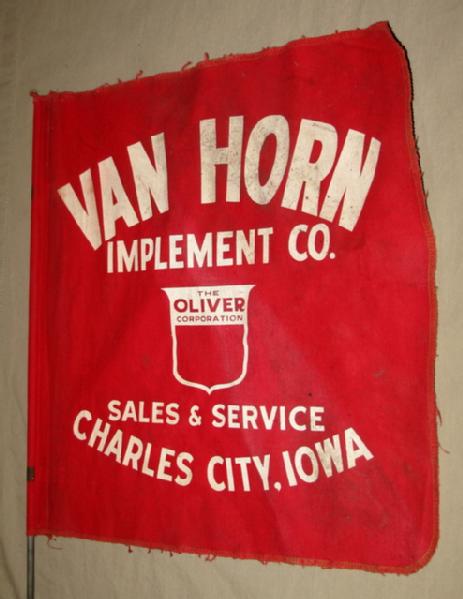 VAN HORN
IMPLEMENT CO.
THE
OLIVER
CORPORATION
SALES & SERVICE
CHARLES CITY, IOWA